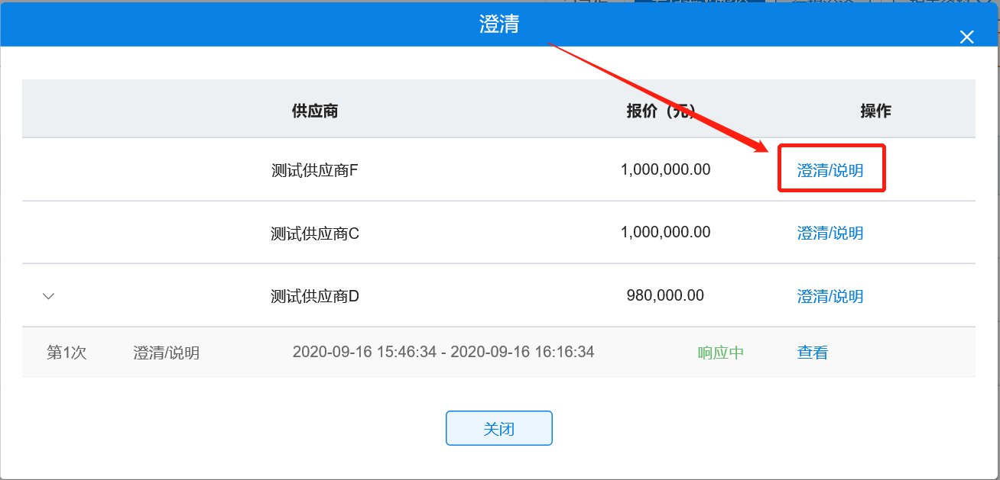 澄清
供应商 报价（元） 操作
测试供应商F 1,000,000.00 澄清/说明
测试供应商C 1,000,000.00 澄清/说明
测试供应商D 980,000.00 澄清/说明
第1次 澄清/说明 2020-09-16 15:46:34 - 2020-09-16 16:16:34 响应中 查看
关闭